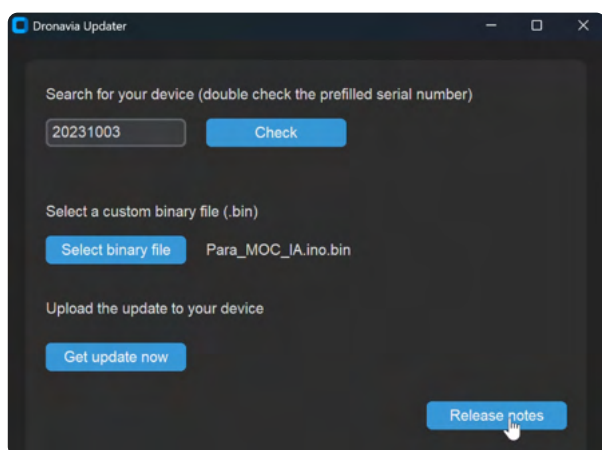 Dronavia Updater
Search for your device (double check the prefilled serial number)
20231003 Check
Select a custom binary file (.bin)
Select binary file Para_MOC_IA.ino.bin
Upload the update to your device
Get update now
Release notes